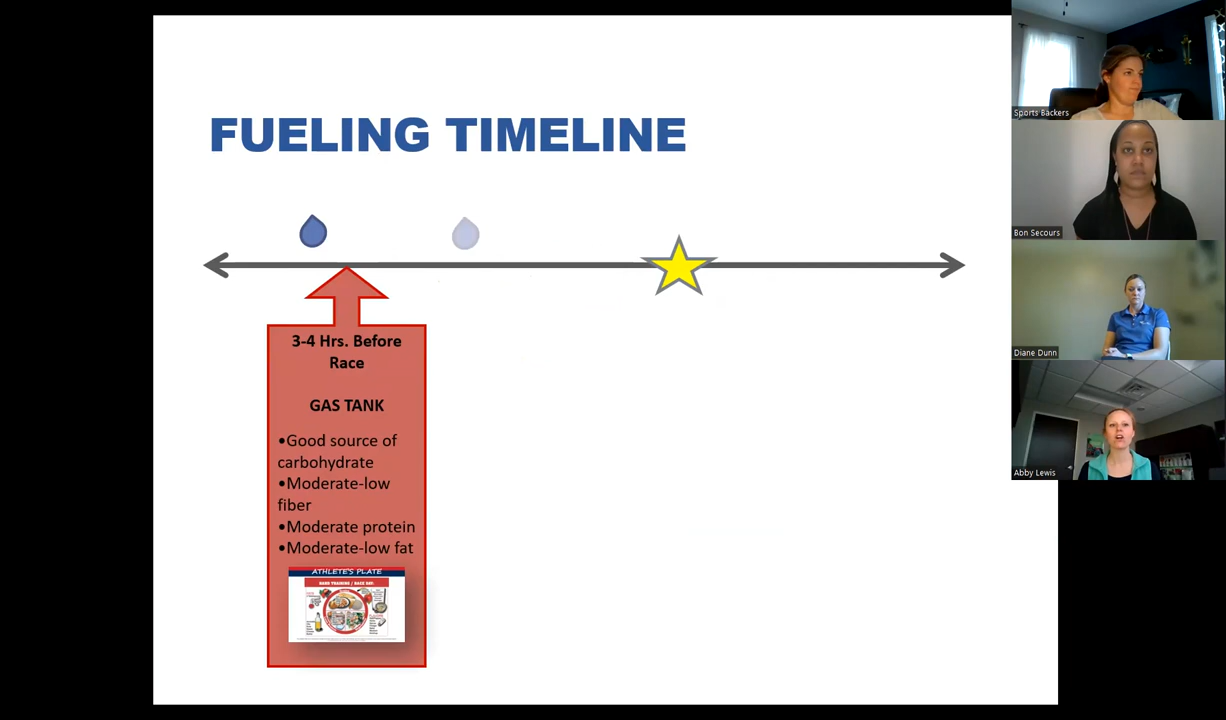 FUELING TIMELINE
3-4 Hrs. Before
Race
GAS TANK
•Good source of
carbohydrate
•Moderate-low
fiber
•Moderate protein
•Moderate-low fat
ATHLETE'S PLATE
HARD TRAINING / RACE DAY:
Sports Backers
Bon Secours
Diane Dunn
Abby Lewis